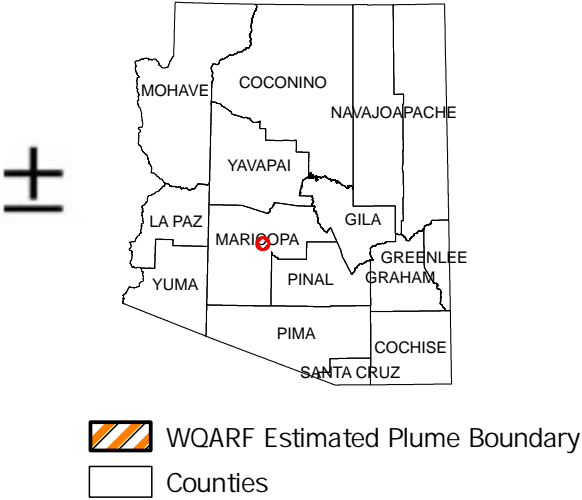 COCONINO
MOHAVE
NAVAJO
APACHE
YAVAPAI
GILA
LA PAZ
MARICOPA
GREENLEE
GRAHAM
PINAL
YUMA
PIMA
COCHISE
SANTA CRUZ
WQARF Estimated Plume Boundary
Counties